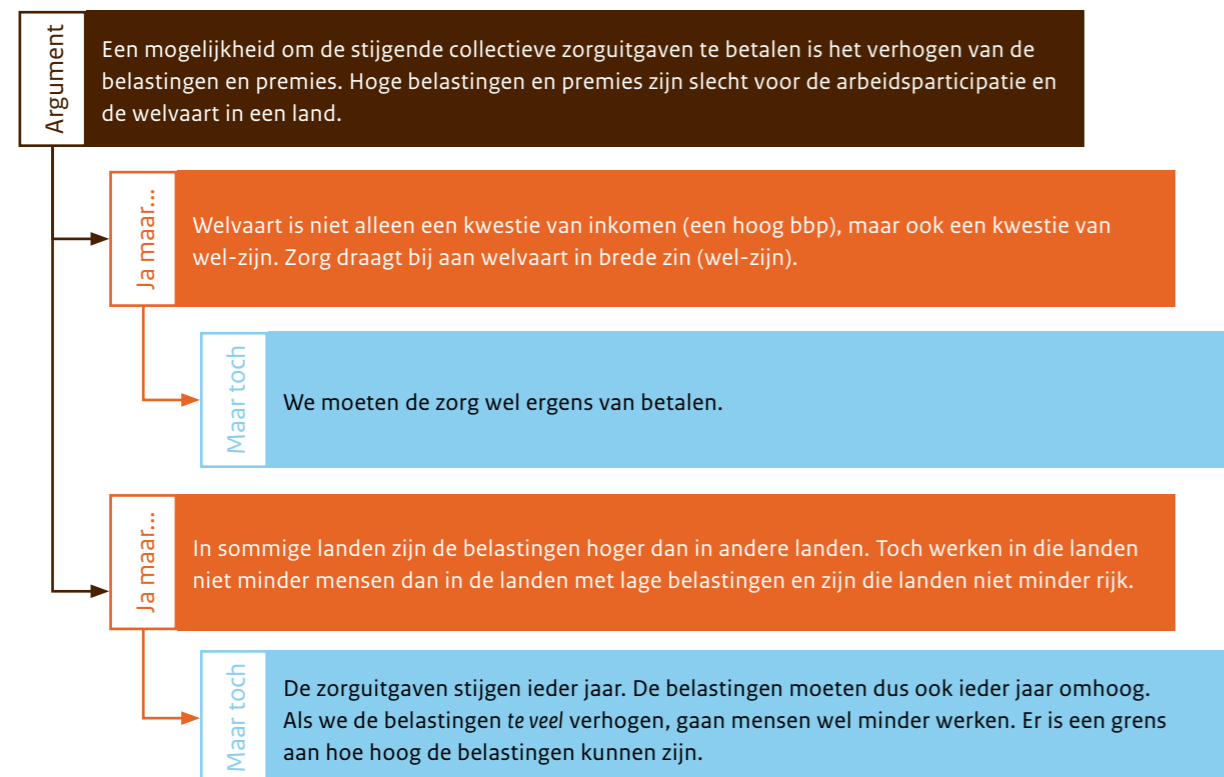 Argument
Een mogelijkheid om de stijgende collectieve zorguitgaven te betalen is het verhogen van de
belastingen en premies. Hoge belastingen en premies zijn slecht voor de arbeidsparticipatie en
de welvaart in een land.
Ja maar...
Welvaart is niet alleen een kwestie van inkomen (een hoog bbp), maar ook een kwestie van
wel-zijn. Zorg draagt bij aan welvaart in brede zin (wel-zijn).
Maar toch
We moeten de zorg wel ergens van betalen.
Ja maar...
In sommige landen zijn de belastingen hoger dan in andere landen. Toch werken in die landen
niet minder mensen dan in de landen met lage belastingen en zijn die landen niet minder rijk.
Maar toch
De zorguitgaven stijgen ieder jaar. De belastingen moeten dus ook ieder jaar omhoog.
Als we de belastingen te veel verhogen, gaan mensen wel minder werken. Er is een grens
aan hoe hoog de belastingen kunnen zijn.